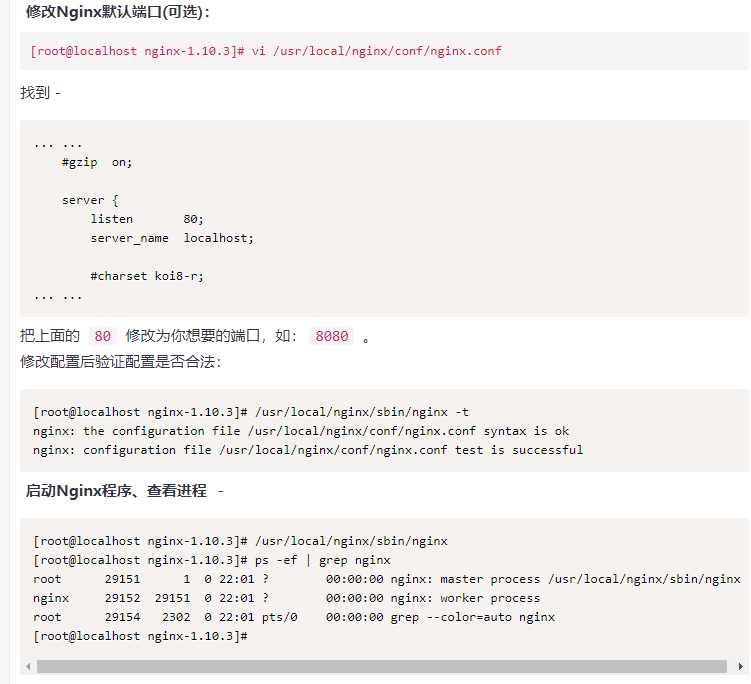 修改Nginx默认端口(可选)：
[root@localhost nginx-1.10.3]# vi /usr/local/nginx/conf/nginx.conf
找到 -
... ...
    #gzip  on;
    server {
        listen       80;
        server_name  localhost;
        #charset koi8-r;
... ...
把上面的 80 修改为你想要的端口，如： 8080 。
修改配置后验证配置是否合法：
[root@localhost nginx-1.10.3]# /usr/local/nginx/sbin/nginx -t
nginx: the configuration file /usr/local/nginx/conf/nginx.conf syntax is ok
nginx: configuration file /usr/local/nginx/conf/nginx.conf test is successful
启动Nginx程序、查看进程 -
[root@localhost nginx-1.10.3]# /usr/local/nginx/sbin/nginx
[root@localhost nginx-1.10.3]# ps -ef | grep nginx
root      29151      1  0 22:01 ?        00:00:00 nginx: master process /usr/local/nginx/sbin/nginx
nginx     29152  29151  0 22:01 ?        00:00:00 nginx: worker process
root      29154   2302  0 22:01 pts/0    00:00:00 grep --color=auto nginx
[root@localhost nginx-1.10.3]#